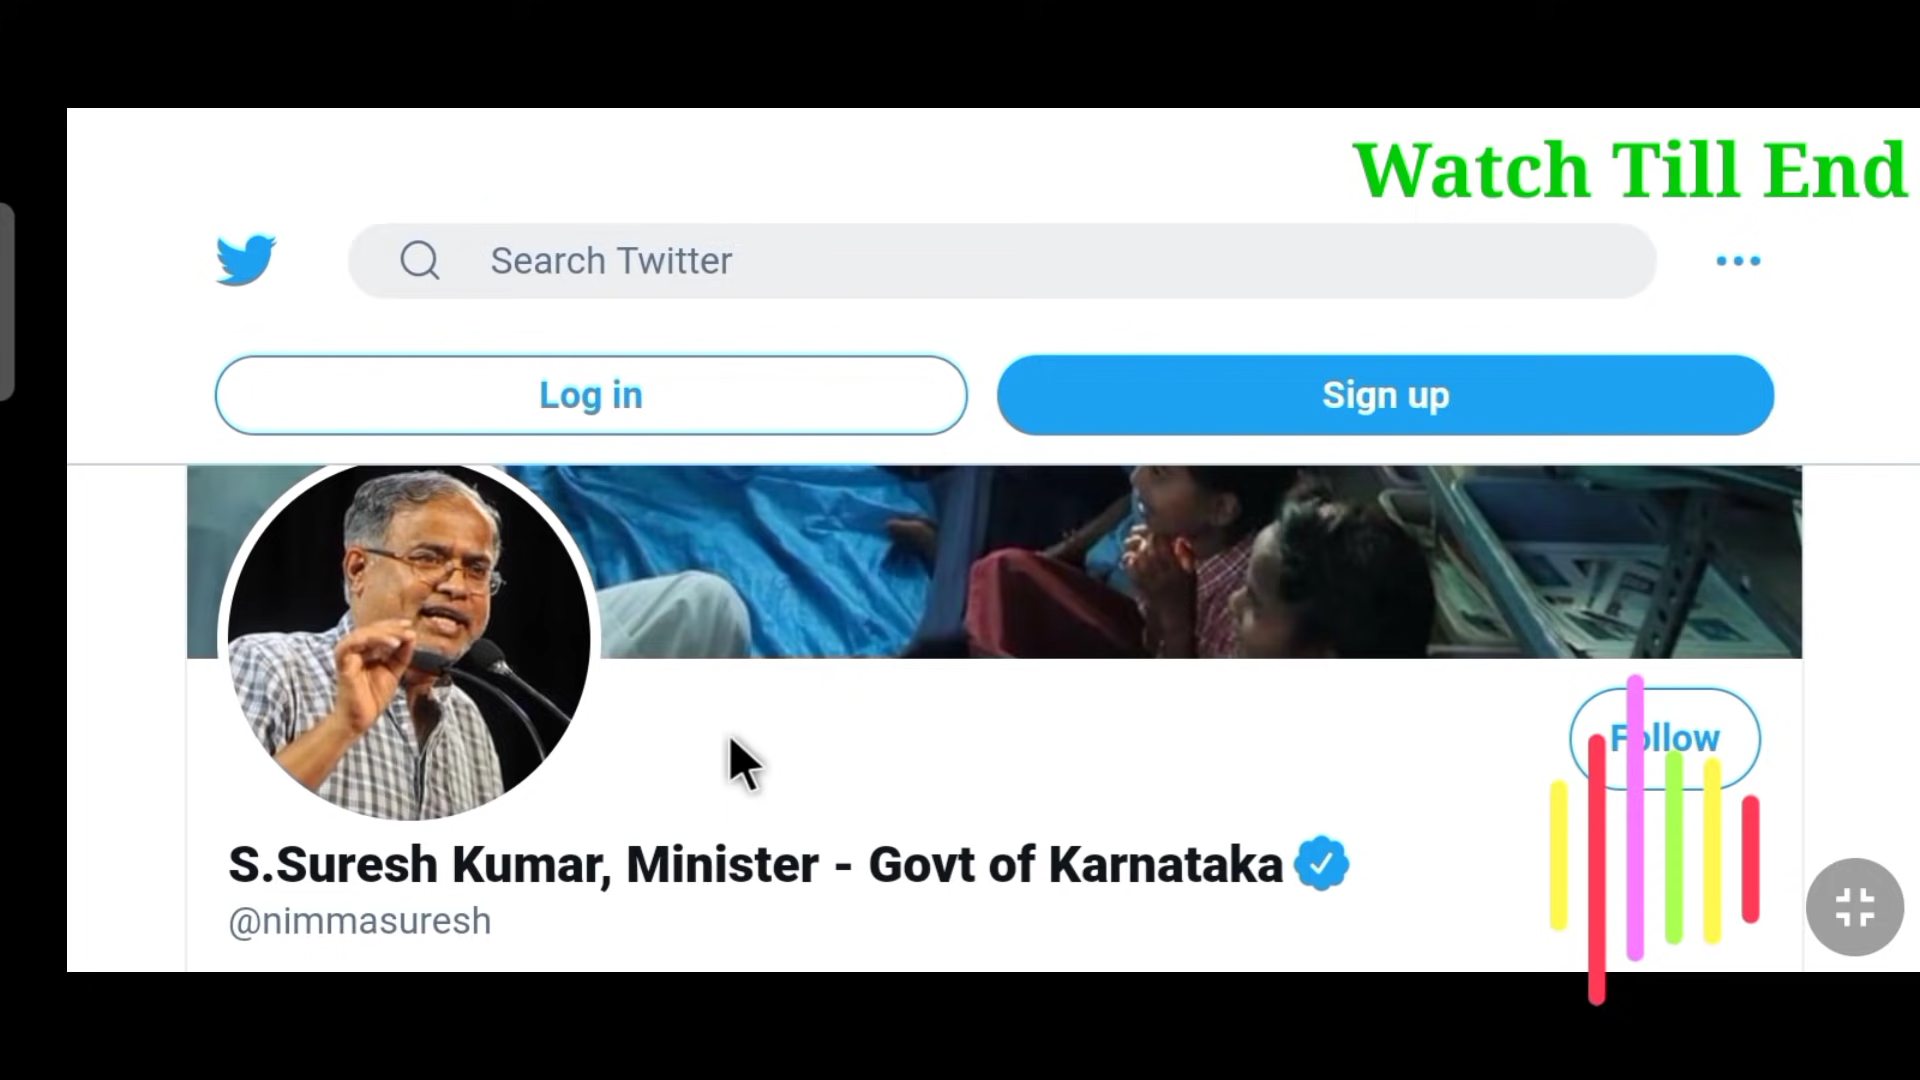 Watch Till End
Search Twitter
Log in
Sign up
Follow
S.Suresh Kumar, Minister - Govt of Karnataka
@nimmasuresh